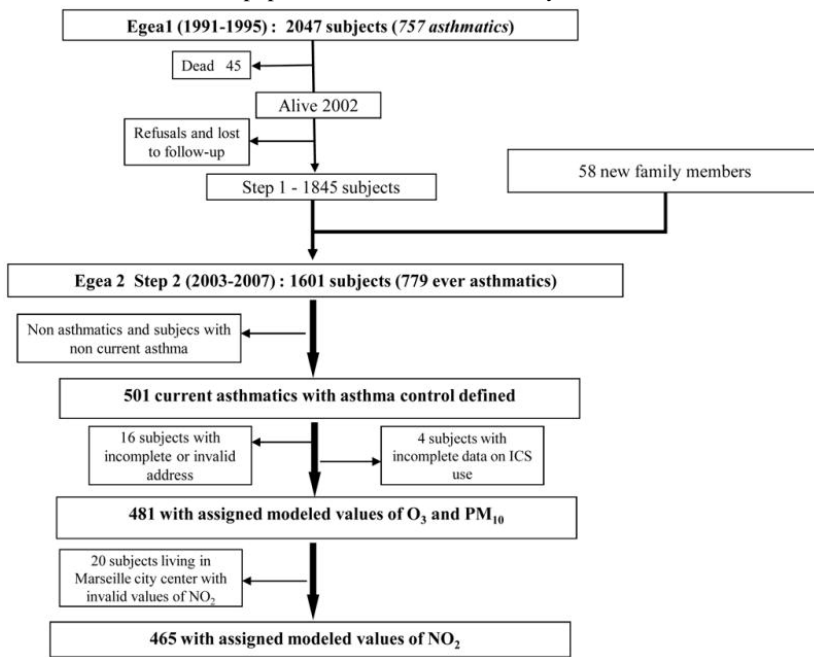 Egea1 (1991-1995) : 2047 subjects (757 asthmatics)
Dead 45
Alive 2002
Refusals and lost
to follow-up
58 new family members
Step 1 - 1845 subjects
Egea 2 Step 2 (2003-2007) : 1601 subjects (779 ever asthmatics)
Non asthmatics and subjecs with
non current asthma
501 current asthmatics with asthma control defined
16 subjects with
incomplete or invalid
address
4 subjects with
incomplete data on ICS
use
481 with assigned modeled values of O₃ and PM₁₀
20 subjects living in
Marseille city center with
invalid values of NO₂
465 with assigned modeled values of NO₂